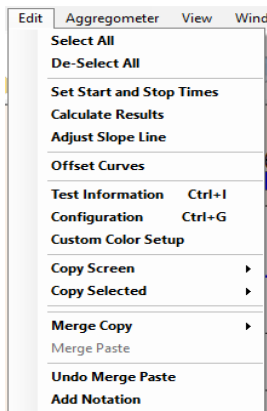 Edit Aggregometer View Wind
Select All
De-Select All
Set Start and Stop Times
Calculate Results
Adjust Slope Line
Offset Curves
Test Information Ctrl+I
Configuration Ctrl+G
Custom Color Setup
Copy Screen
Copy Selected
Merge Copy
Merge Paste
Undo Merge Paste
Add Notation